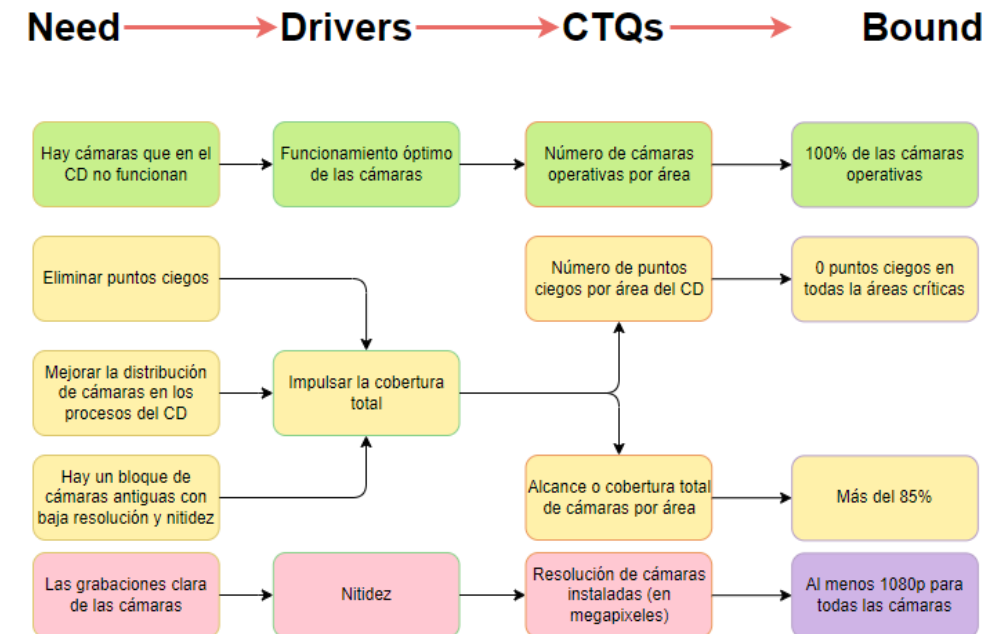 Need Drivers CTQs Bound
Hay cámaras que en el
CD no funcionan
Funcionamiento óptimo
de las cámaras
Número de cámaras
operativas por área
100% de las cámaras
operativas
Eliminar puntos ciegos
Número de puntos
ciegos por área del CD
0 puntos ciegos en
todas la áreas críticas
Mejorar la distribución
de cámaras en los
procesos del CD
Impulsar la cobertura
total
Hay un bloque de
cámaras antiguas con
baja resolución y nitidez
Alcance o cobertura total
de cámaras por área
Más del 85%
Las grabaciones clara
de las cámaras
Nitidez
Resolución de cámaras
instaladas (en
megapixeles)
Al menos 1080p para
todas las cámaras